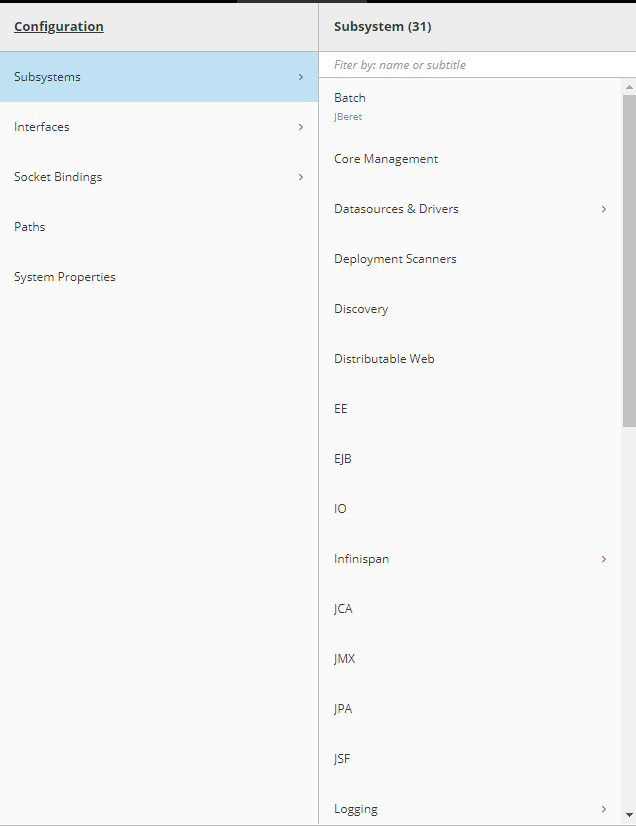 Configuration
Subsystems
Interfaces
Socket Bindings
Paths
System Properties
Subsystem (31)
Fiter by: name or subtitle
Batch
JBeret
Core Management
Datasources & Drivers
Deployment Scanners
Discovery
Distributable Web
EE
EJB
IO
Infinispan
JCA
JMX
JPA
JSF
Logging